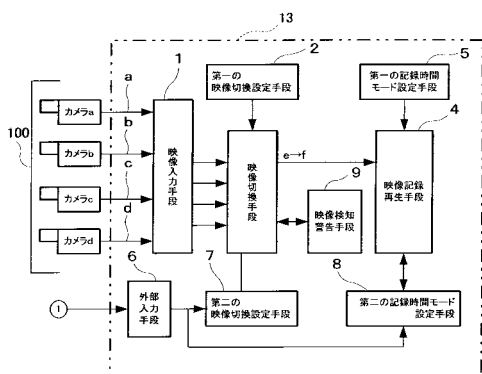 13
2
第一の
映像切換設定手段
5
第一の記録時間
モード設定手段
1
4
100
カメラa
a
カメラb
b
カメラc
c
カメラd
d
映像入力手段
映像切換手段
e→f
9
映像検知
警告手段
映像記録
再生手段
6
外部
入力
手段
7
第二の
映像切換設定手段
8
第二の記録時間モード
設定手段
1